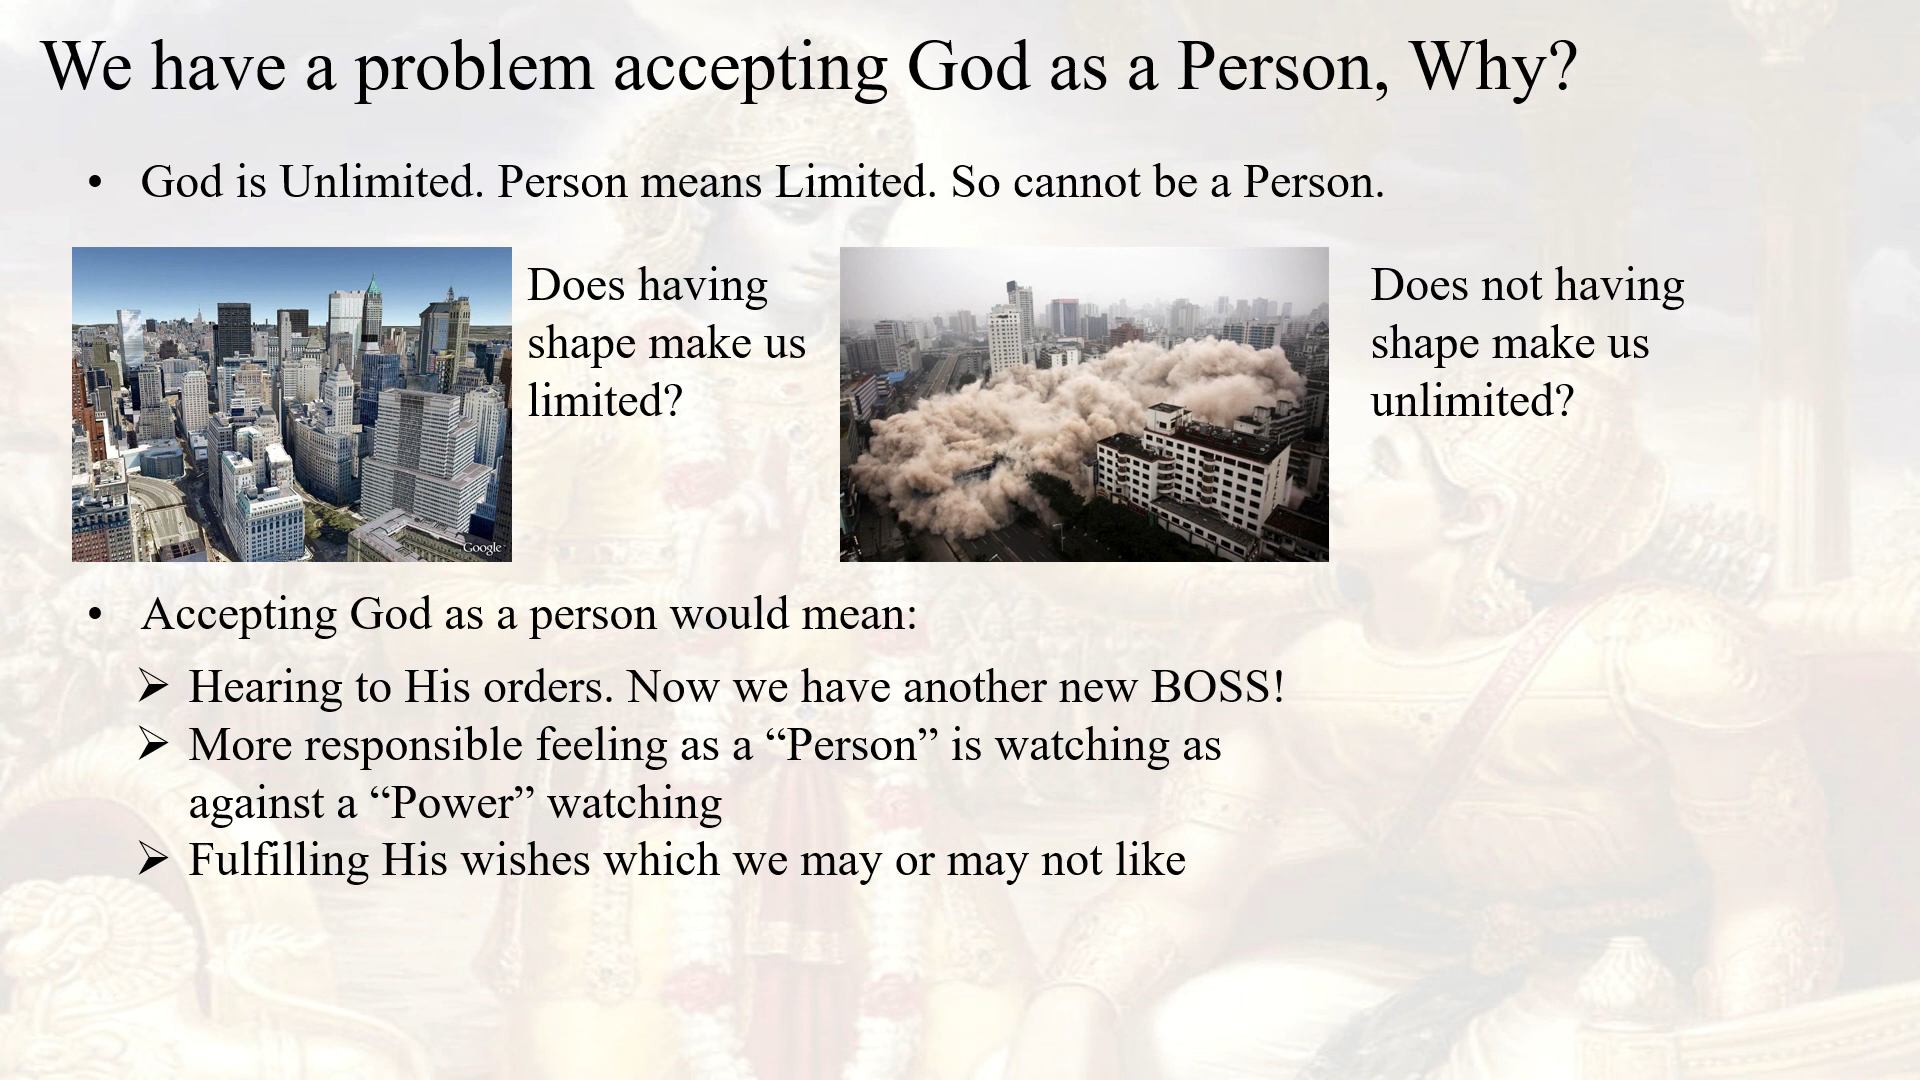 We have a problem accepting God as a Person, Why?
• God is Unlimited. Person means Limited. So cannot be a Person.
Does having
shape make us
limited?
Google
Does not having
shape make us
unlimited?
• Accepting God as a person would mean:
➢ Hearing to His orders. Now we have another new BOSS!
➢ More responsible feeling as a “Person” is watching as
against a “Power” watching
➢ Fulfilling His wishes which we may or may not like